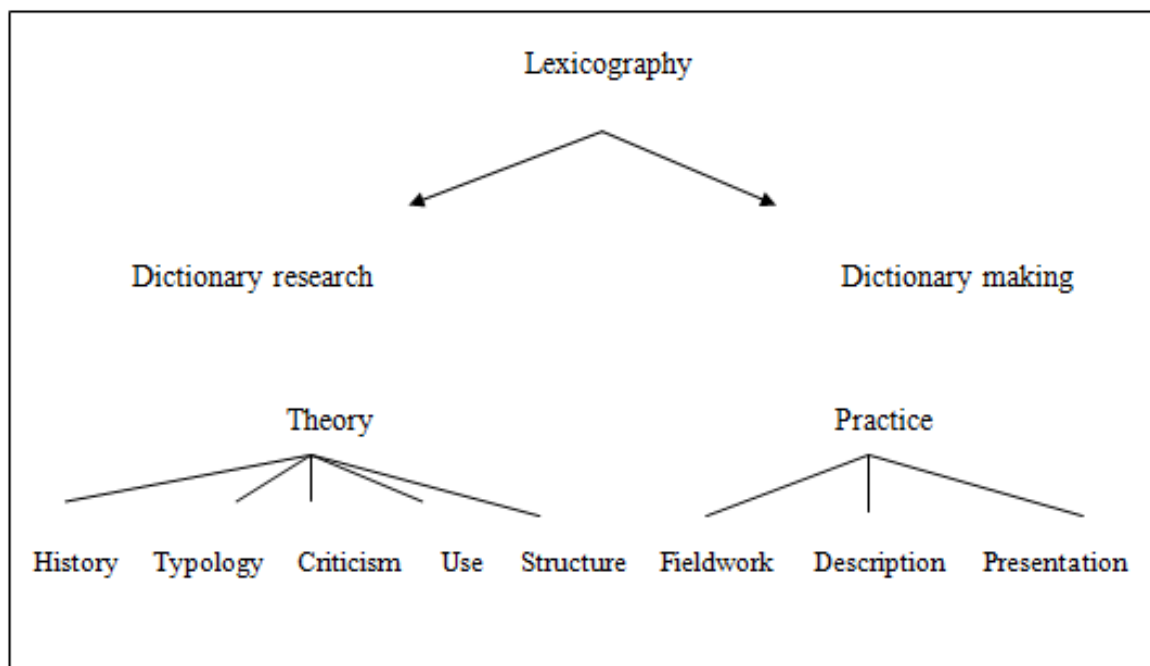 Lexicography
Dictionary research Dictionary making
Theory Practice
History Typology Criticism Use Structure Fieldwork Description Presentation